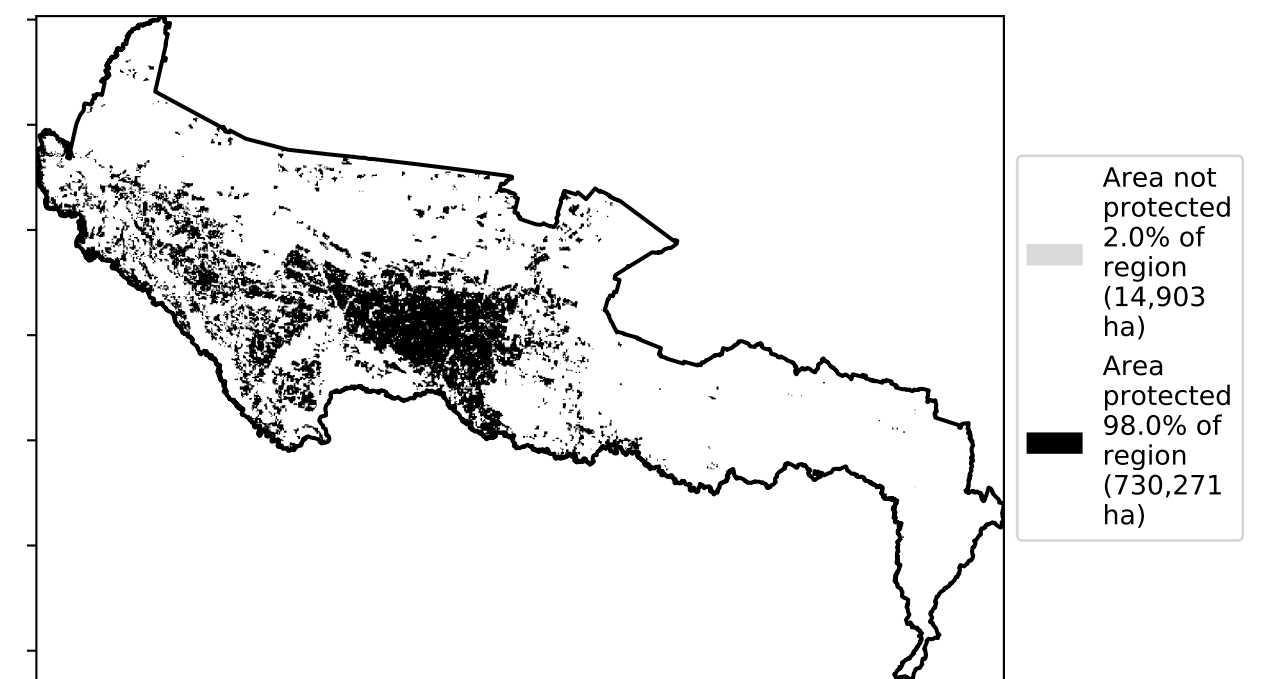 Area not
protected
2.0% of
region
(14,903
ha)
Area
protected
98.0% of
region
(730,271
ha)